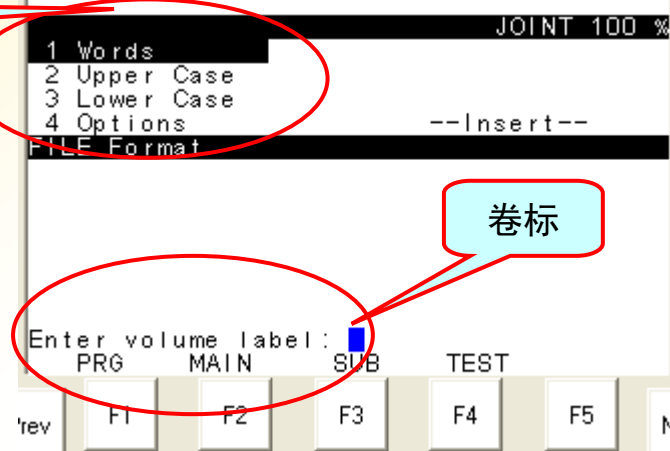 JOINT 100 %
1 Words
2 Upper Case
3 Lower Case
4 Options --Insert--
FILE Format
卷标
Enter volume label:
PRG MAIN SUB TEST
rev F1 F2 F3 F4 F5 N